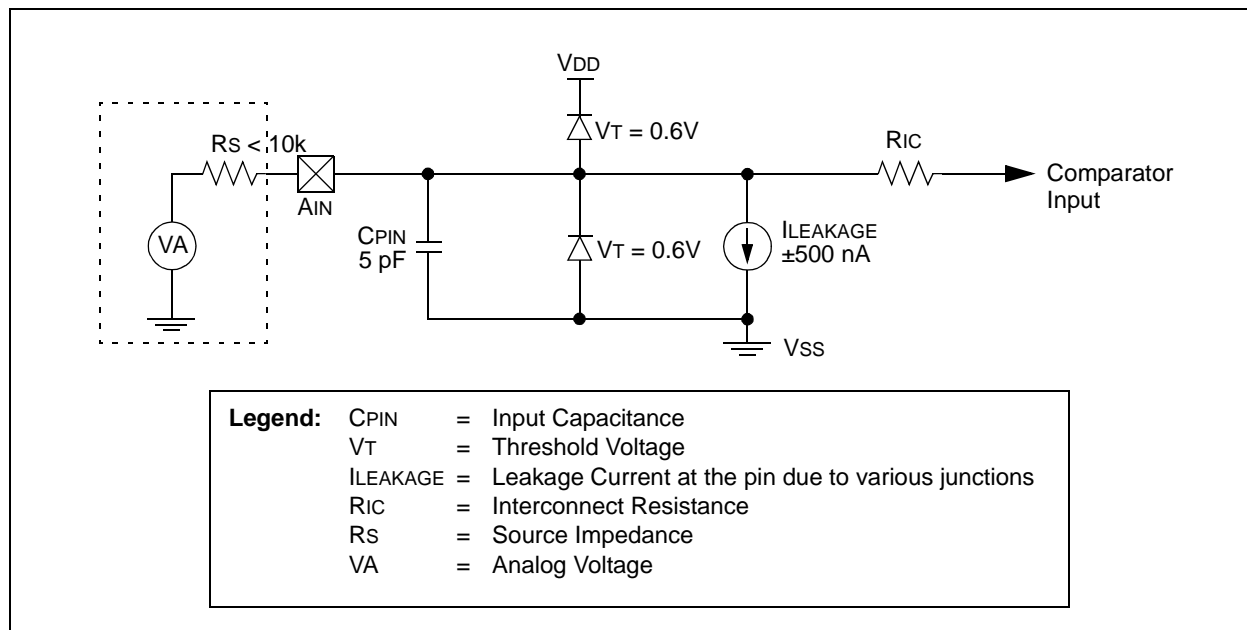 VDD
VT = 0.6V
RS < 10k
RIC
AIN
Comparator
Input
VA
CPIN
5 pF
VT = 0.6V
ILEAKAGE
±500 nA
VSS
Legend: CPIN = Input Capacitance
VT = Threshold Voltage
ILEAKAGE = Leakage Current at the pin due to various junctions
RIC = Interconnect Resistance
RS = Source Impedance
VA = Analog Voltage